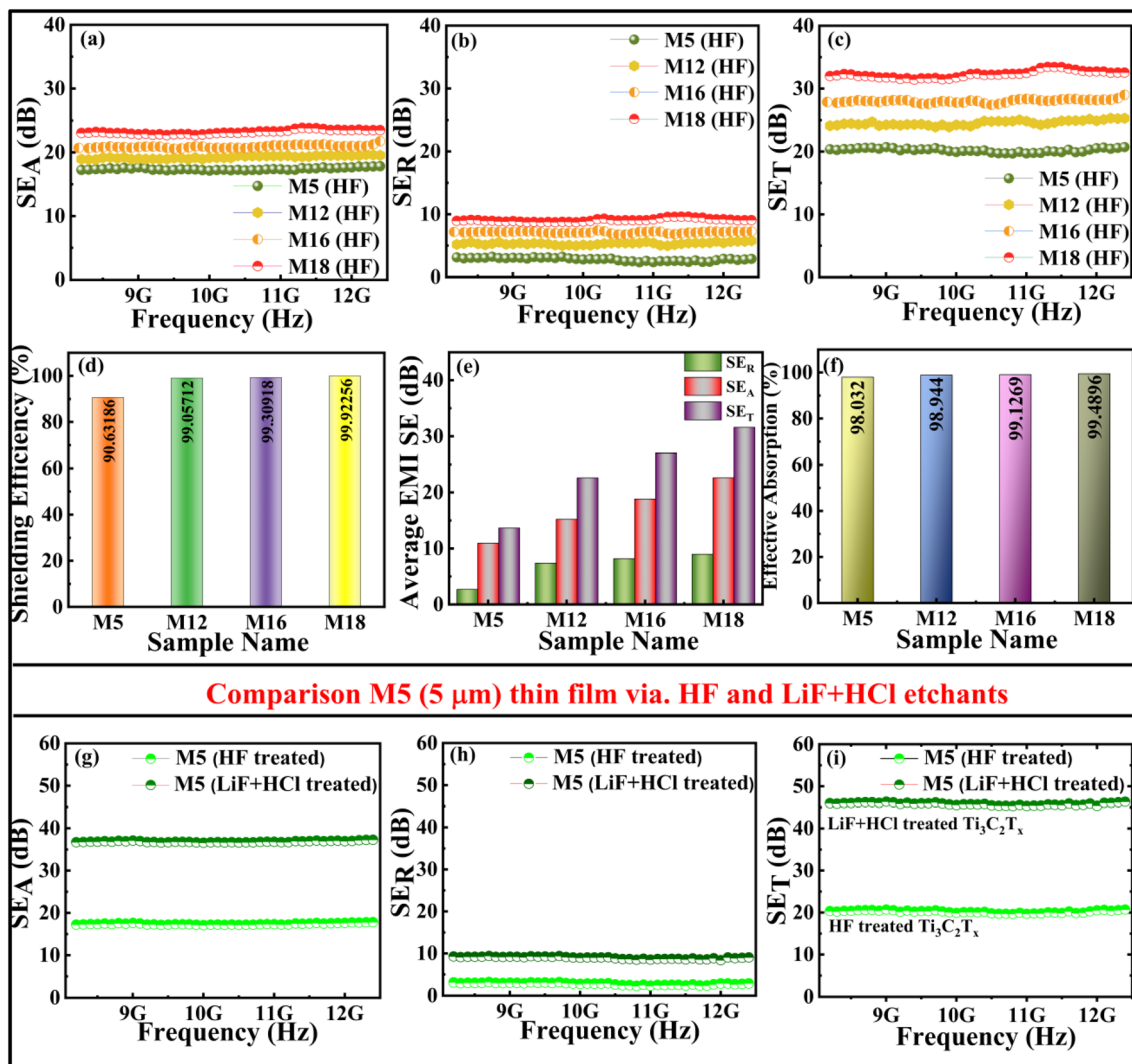 (a)
SEA (dB)
40
30
20
10
0
M5 (HF)
M12 (HF)
M16 (HF)
M18 (HF)
9G 10G 11G 12G
Frequency (Hz)
(b)
SER (dB)
40
30
20
10
0
M5 (HF)
M12 (HF)
M16 (HF)
M18 (HF)
9G 10G 11G 12G
Frequency (Hz)
(c)
SET (dB)
40
30
20
10
0
M5 (HF)
M12 (HF)
M16 (HF)
M18 (HF)
9G 10G 11G 12G
Frequency (Hz)
(d)
Shielding Efficiency (%)
100
80
60
40
20
0
90.63186
99.05712
99.30918
99.92256
M5 M12 M16 M18
Sample Name
(e)
Average EMI SE (dB)
40
30
20
10
0
SER
SEA
SET
M5 M12 M16 M18
Sample Name
(f)
Effective Absorption (%)
100
80
60
40
20
0
98.032
98.944
99.1269
99.4896
M5 M12 M16 M18
Sample Name
Comparison M5 (5 μm) thin film via. HF and LiF+HCl etchants
(g)
SEA (dB)
60
50
40
30
20
10
0
M5 (HF treated)
M5 (LiF+HCl treated)
9G 10G 11G 12G
Frequency (Hz)
(h)
SER (dB)
60
50
40
30
20
10
0
M5 (HF treated)
M5 (LiF+HCl treated)
9G 10G 11G 12G
Frequency (Hz)
(i)
SET (dB)
60
50
40
30
20
10
0
M5 (HF treated)
M5 (LiF+HCl treated)
LiF+HCl treated Ti₃C₂Tₓ
HF treated Ti₃C₂Tₓ
9G 10G 11G 12G
Frequency (Hz)